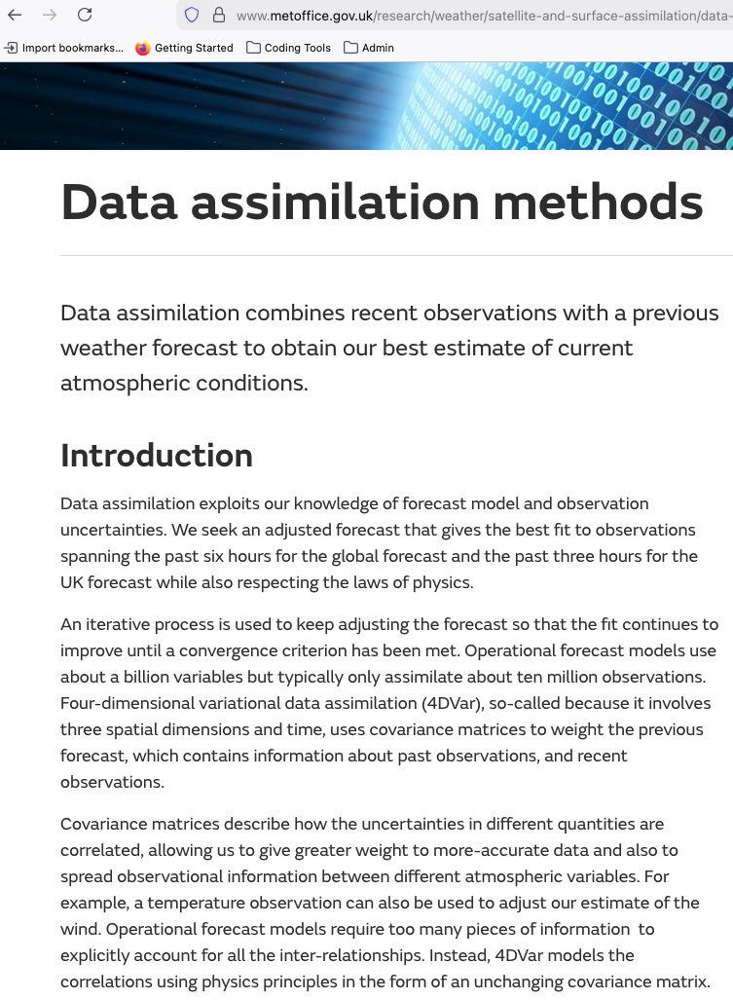 www.metoffice.gov.uk/research/weather/satellite-and-surface-assimilation/data-
Import bookmarks... Getting Started Coding Tools Admin
Data assimilation methods
Data assimilation combines recent observations with a previous
weather forecast to obtain our best estimate of current
atmospheric conditions.
Introduction
Data assimilation exploits our knowledge of forecast model and observation
uncertainties. We seek an adjusted forecast that gives the best fit to observations
spanning the past six hours for the global forecast and the past three hours for the
UK forecast while also respecting the laws of physics.
An iterative process is used to keep adjusting the forecast so that the fit continues to
improve until a convergence criterion has been met. Operational forecast models use
about a billion variables but typically only assimilate about ten million observations.
Four-dimensional variational data assimilation (4DVar), so-called because it involves
three spatial dimensions and time, uses covariance matrices to weight the previous
forecast, which contains information about past observations, and recent
observations.
Covariance matrices describe how the uncertainties in different quantities are
correlated, allowing us to give greater weight to more-accurate data and also to
spread observational information between different atmospheric variables. For
example, a temperature observation can also be used to adjust our estimate of the
wind. Operational forecast models require too many pieces of information  to
explicitly account for all the inter-relationships. Instead, 4DVar models the
correlations using physics principles in the form of an unchanging covariance matrix.